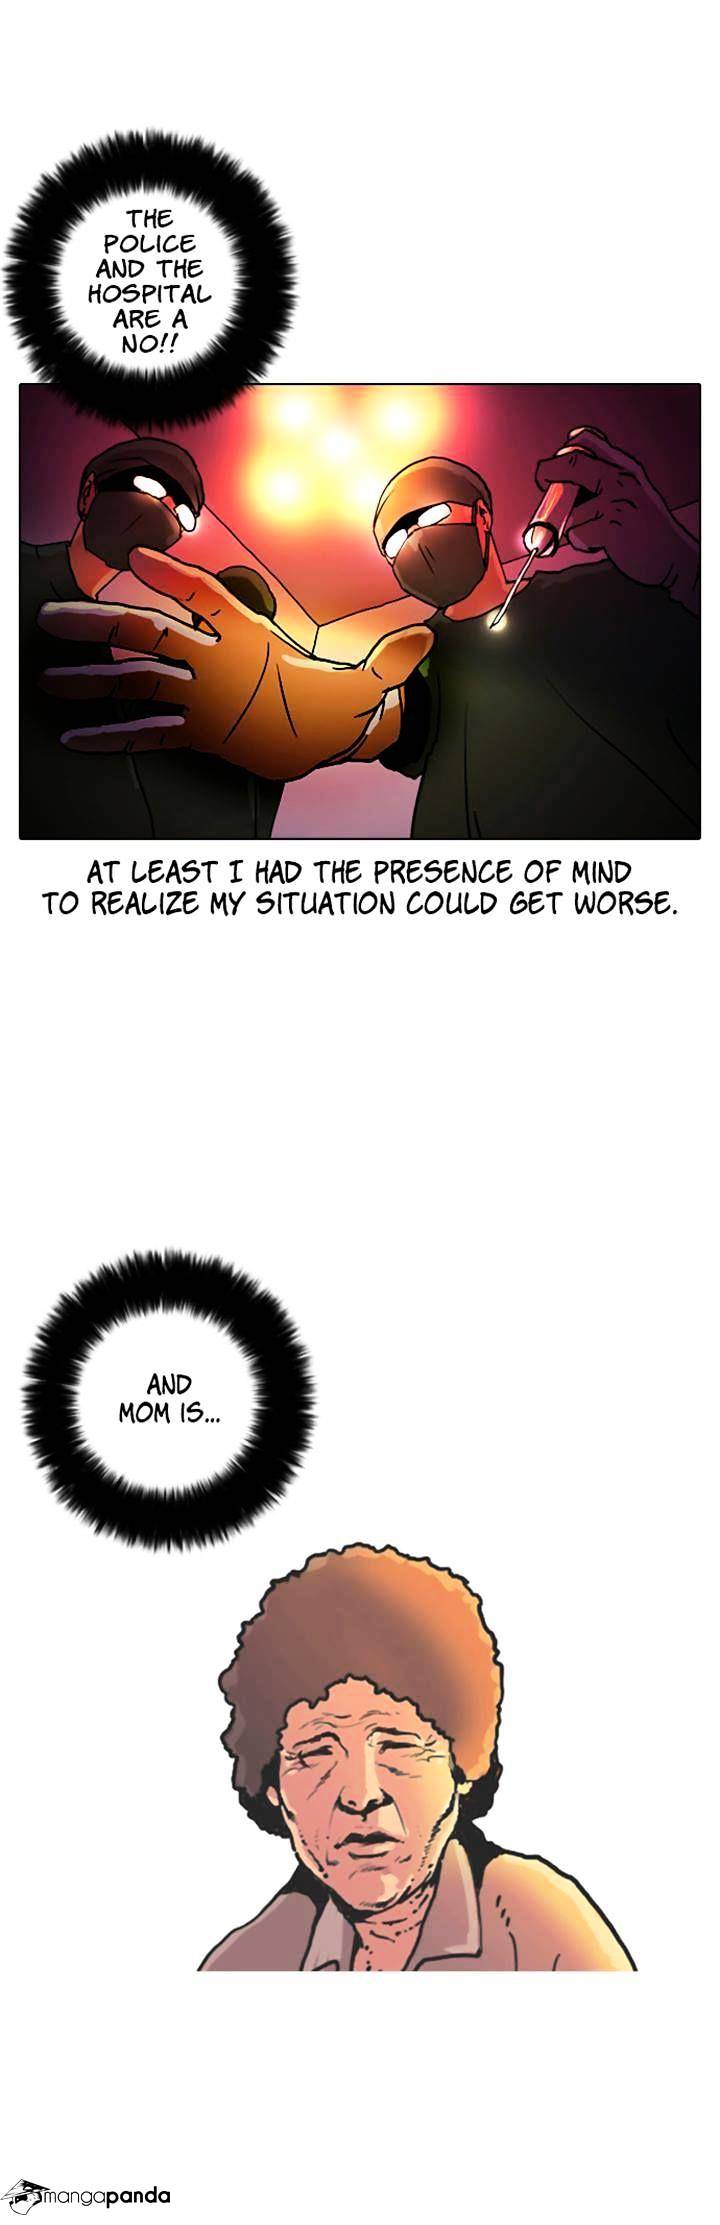 THE
POLICE
AND THE
HOSPITAL
ARE A
NO!!
AT LEAST I HAD THE PRESENCE OF MIND
TO REALIZE MY SITUATION COULD GET WORSE.
AND
MOM IS...
mangapanda